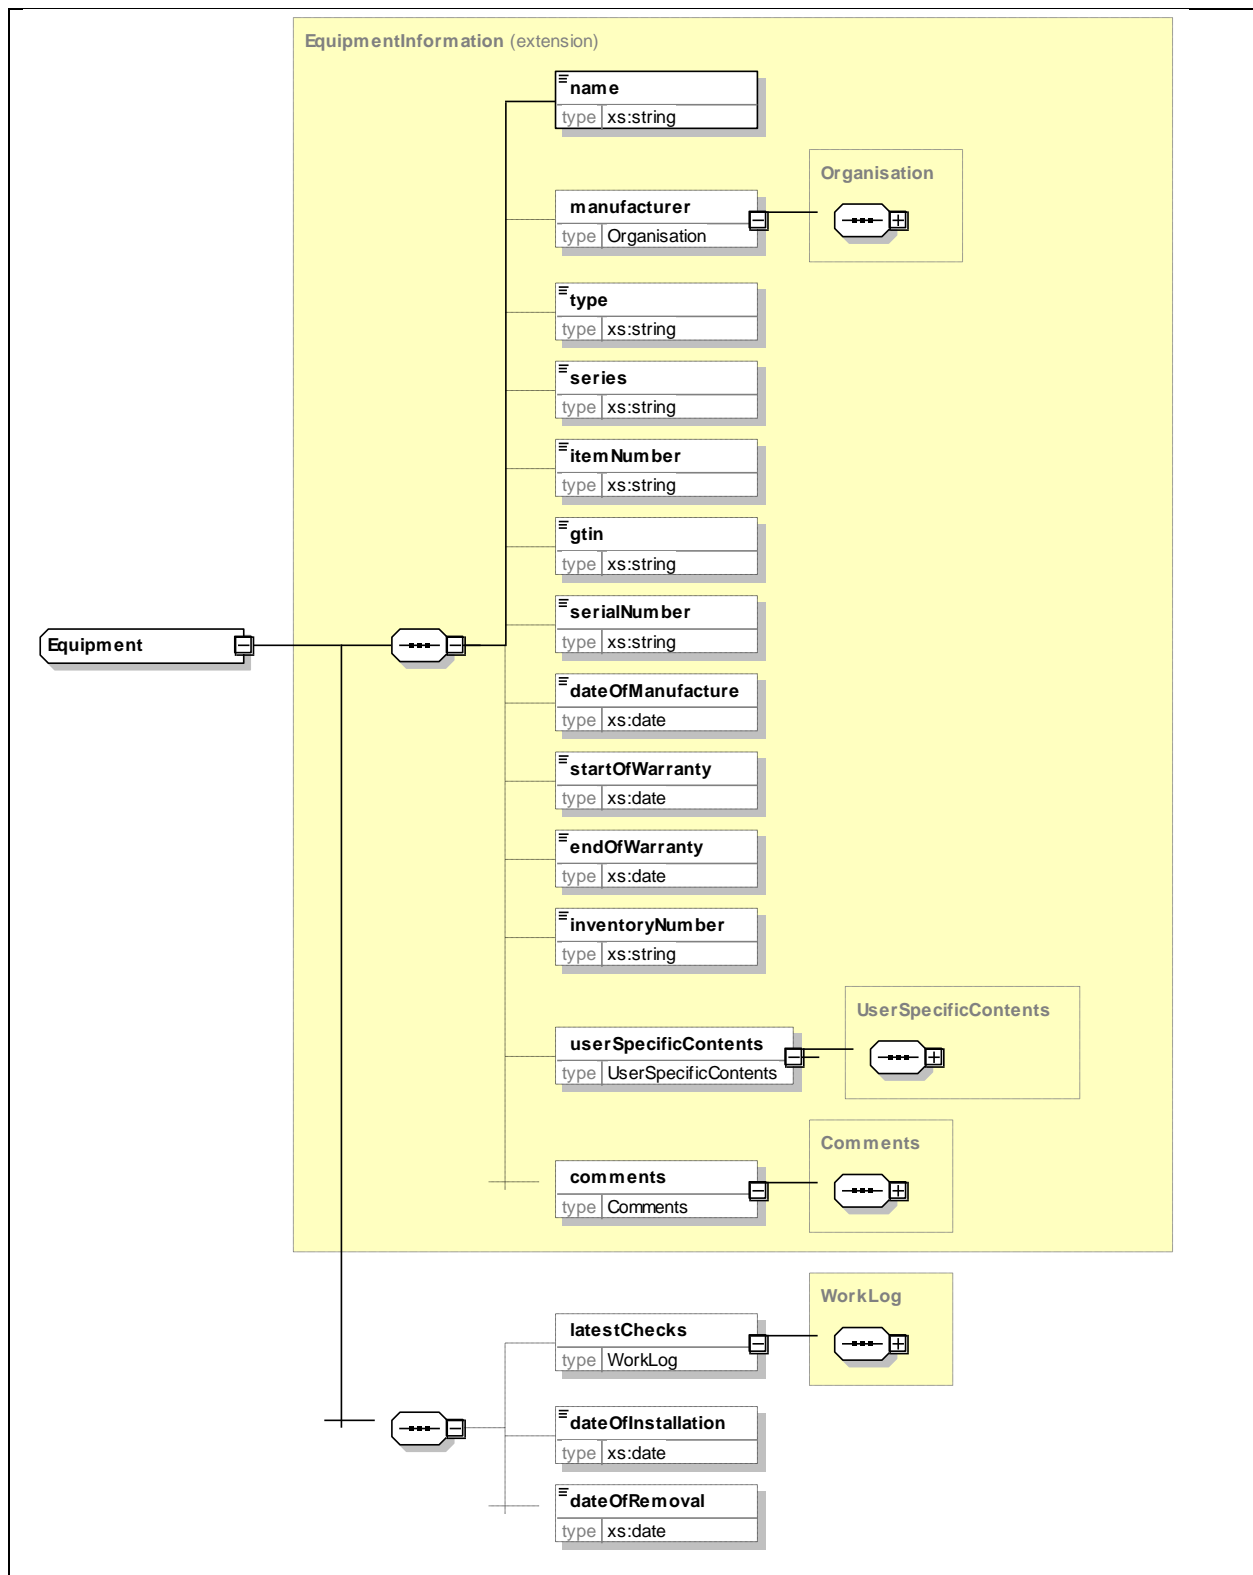 EquipmentInformation (extension)
name
type xs:string
Organisation
manufacturer
type Organisation
type
type xs:string
series
type xs:string
itemNumber
type xs:string
gtin
type xs:string
serialNumber
type xs:string
Equipment
dateOfManufacture
type xs:date
startOfWarranty
type xs:date
endOfWarranty
type xs:date
inventoryNumber
type xs:string
UserSpecificContents
userSpecificContents
type UserSpecificContents
Comments
comments
type Comments
WorkLog
latestChecks
type WorkLog
dateOfInstallation
type xs:date
dateOfRemoval
type xs:date